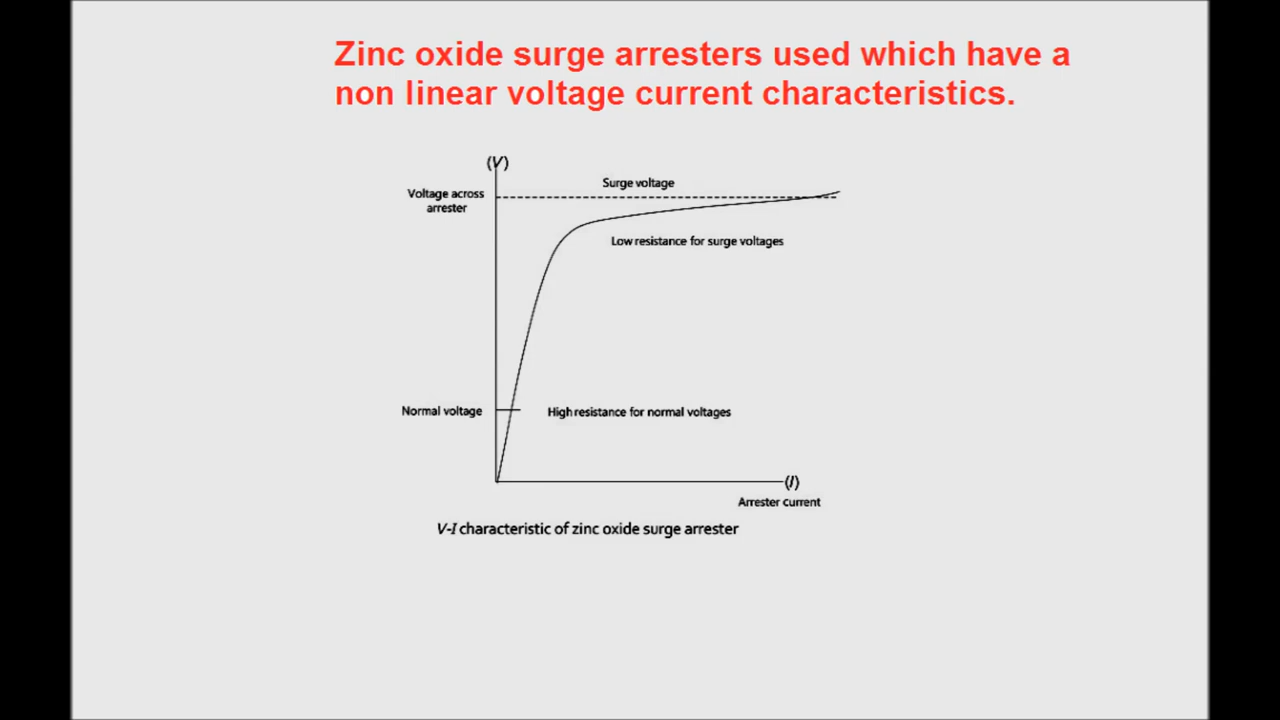 Zinc oxide surge arresters used which have a
non linear voltage current characteristics.
(V)
Surge voltage
Voltage across
arrester
Low resistance for surge voltages
Normal voltage
High resistance for normal voltages
(I)
Arrester current
V-I characteristic of zinc oxide surge arrester